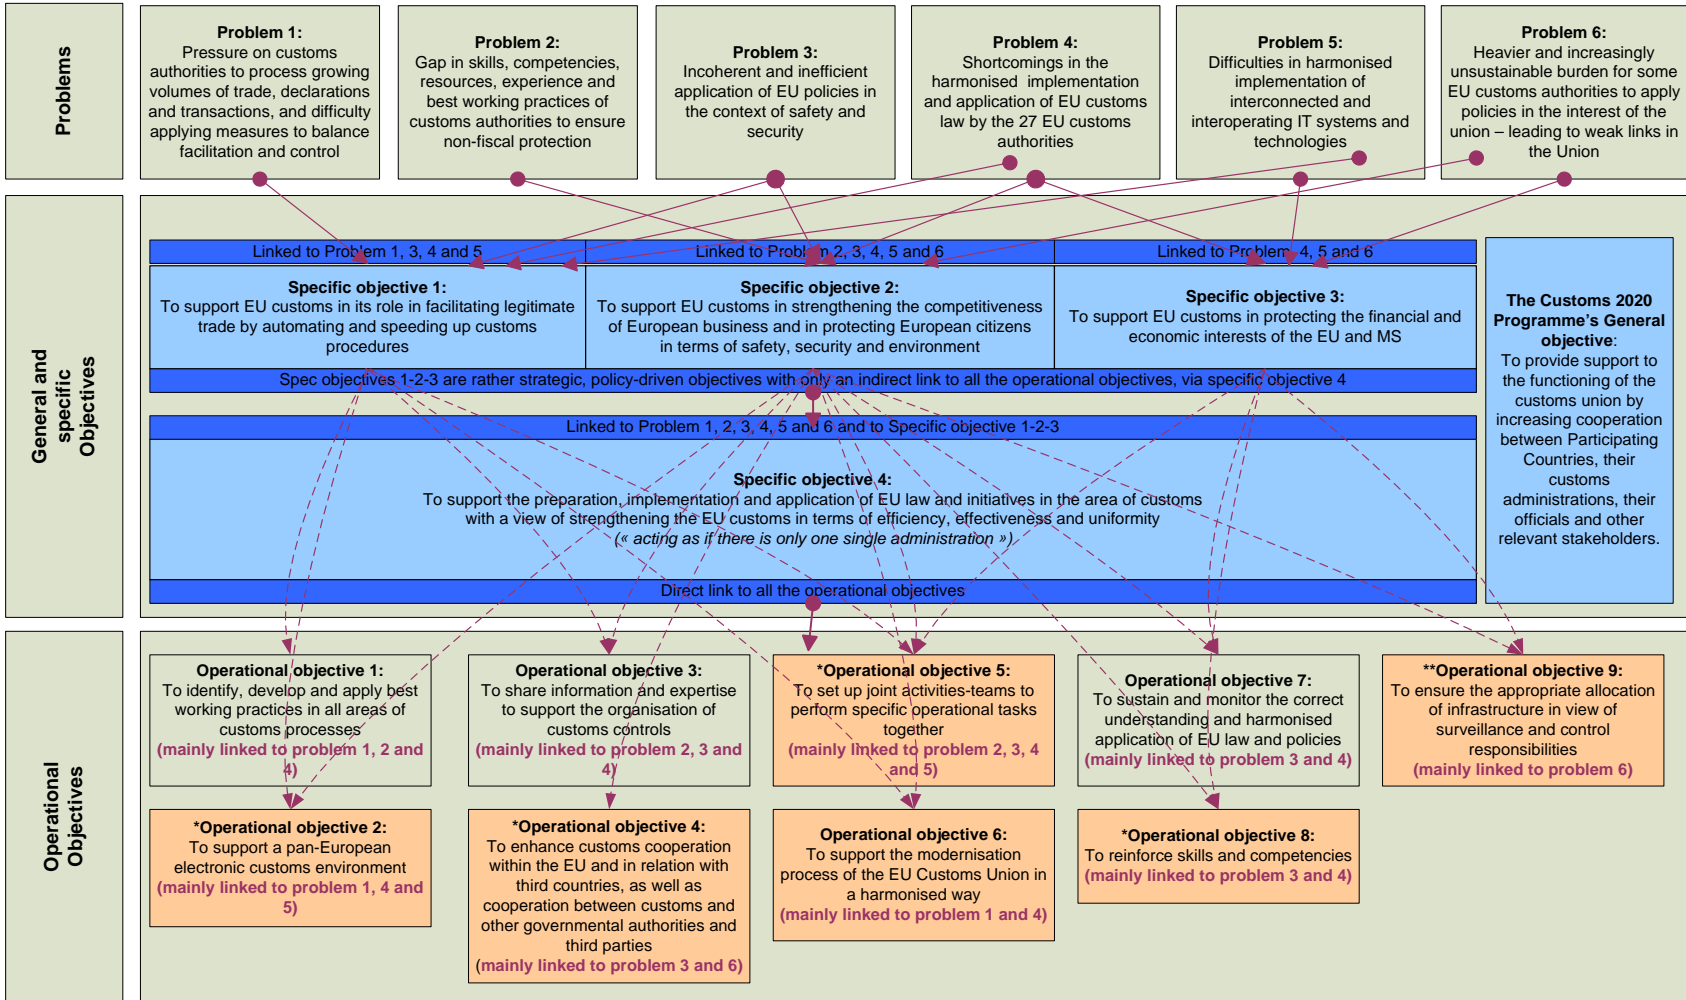 Problems
Problem 1:
Pressure on customs
authorities to process growing
volumes of trade, declarations
and transactions, and difficulty
applying measures to balance
facilitation and control
Problem 2:
Gap in skills, competencies,
resources, experience and
best working practices of
customs authorities to ensure
non-fiscal protection
Problem 3:
Incoherent and inefficient
application of EU policies in
the context of safety and
security
Problem 4:
Shortcomings in the
harmonised implementation
and application of EU customs
law by the 27 EU customs
authorities
Problem 5:
Difficulties in harmonised
implementation of
interconnected and
interoperating IT systems and
technologies
Problem 6:
Heavier and increasingly
unsustainable burden for some
EU customs authorities to apply
policies in the interest of the
union – leading to weak links in
the Union
General and
specific
Objectives
Linked to Problem 1, 3, 4 and 5
Linked to Problem 2, 3, 4, 5 and 6
Linked to Problem 4, 5 and 6
Specific objective 1:
To support EU customs in its role in facilitating legitimate
trade by automating and speeding up customs
procedures
Specific objective 2:
To support EU customs in strengthening the competitiveness
of European business and in protecting European citizens
in terms of safety, security and environment
Specific objective 3:
To support EU customs in protecting the financial and
economic interests of the EU and MS
Spec objectives 1-2-3 are rather strategic, policy-driven objectives with only an indirect link to all the operational objectives, via specific objective 4
Linked to Problem 1, 2, 3, 4, 5 and 6 and to Specific objective 1-2-3
Specific objective 4:
To support the preparation, implementation and application of EU law and initiatives in the area of customs
with a view of strengthening the EU customs in terms of efficiency, effectiveness and uniformity
(« acting as if there is only one single administration »)
Direct link to all the operational objectives
The Customs 2020
Programme's General
objective:
To provide support to
the functioning of the
customs union by
increasing cooperation
between Participating
Countries, their
customs
administrations, their
officials and other
relevant stakeholders.
Operational
Objectives
Operational objective 1:
To identify, develop and apply best
working practices in all areas of
customs processes
(mainly linked to problem 1, 2 and
4)
Operational objective 3:
To share information and expertise
to support the organisation of
customs controls
(mainly linked to problem 2, 3 and
4)
*Operational objective 5:
To set up joint activities-teams to
perform specific operational tasks
together
(mainly linked to problem 2, 3, 4
and 5)
Operational objective 7:
To sustain and monitor the correct
understanding and harmonised
application of EU law and policies
(mainly linked to problem 3 and 4)
**Operational objective 9:
To ensure the appropriate allocation
of infrastructure in view of
surveillance and control
responsibilities
(mainly linked to problem 6)
*Operational objective 2:
To support a pan-European
electronic customs environment
(mainly linked to problem 1, 4 and
5)
*Operational objective 4:
To enhance customs cooperation
within the EU and in relation with
third countries, as well as
cooperation between customs and
other governmental authorities and
third parties
(mainly linked to problem 3 and 6)
Operational objective 6:
To support the modernisation
process of the EU Customs Union in
a harmonised way
(mainly linked to problem 1 and 4)
*Operational objective 8:
To reinforce skills and competencies
(mainly linked to problem 3 and 4)